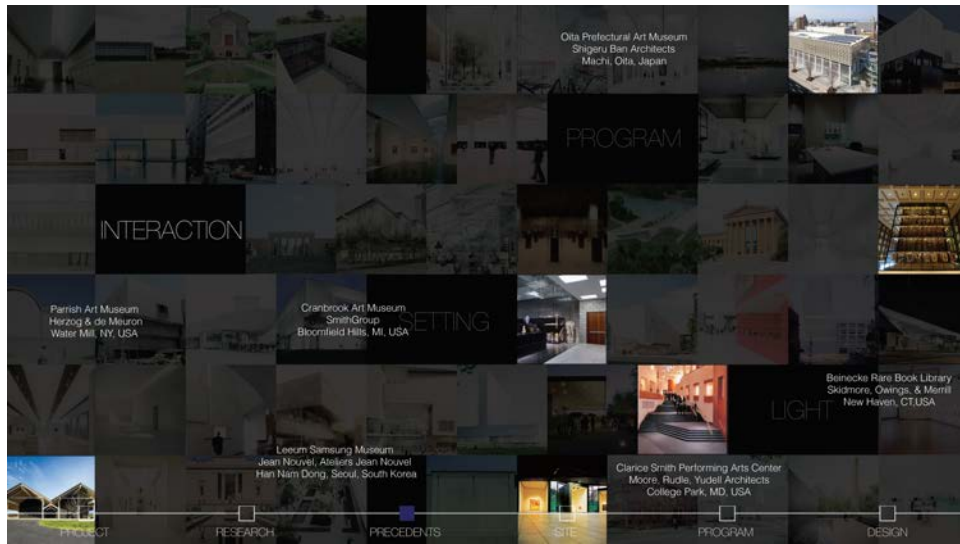 Oita Prefectural Art Museum
Shigeru Ban Architects
Machi, Oita, Japan
PROGRAM
INTERACTION
Parrish Art Museum
Herzog & de Meuron
Water Mill, NY, USA
Cranbrook Art Museum
SmithGroup
Bloomfield Hills, MI, USA
SETTING
Beinecke Rare Book Library
Skidmore, Owings, & Merrill
New Haven, CT,USA
LIGHT
Leeum Samsung Museum
Jean Nouvel, Ateliers Jean Nouvel
Han Nam Dong, Seoul, South Korea
Clarice Smith Performing Arts Center
Moore, Rudle, Yudell Architects
College Park, MD, USA
PROJECT
RESEARCH
PRECEDENTS
SITE
PROGRAM
DESIGN